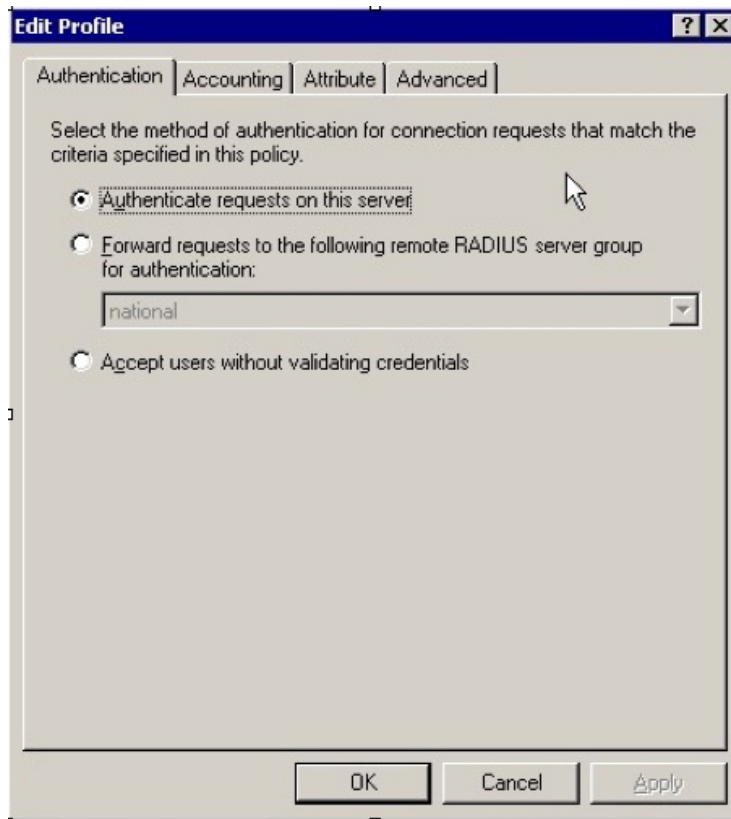 Edit Profile
Authentication Accounting Attribute Advanced
Select the method of authentication for connection requests that match the
criteria specified in this policy.
Authenticate requests on this server
Forward requests to the following remote RADIUS server group
for authentication:
national
Accept users without validating credentials
OK Cancel Apply